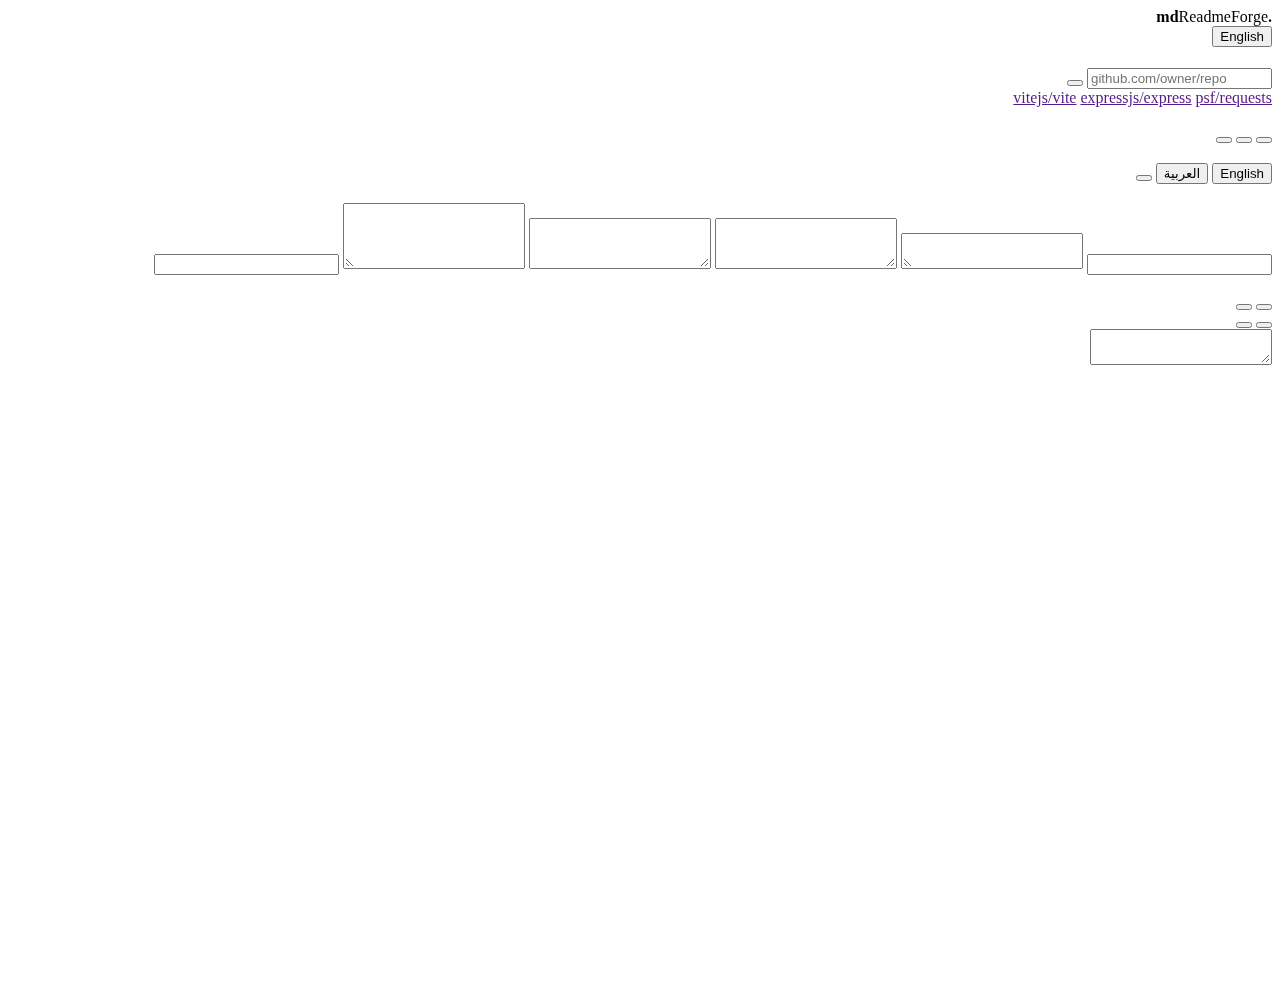 mdReadmeForge.
English
github.com/owner/repo
psf/requests expressjs/express vitejs/vite
English العربية